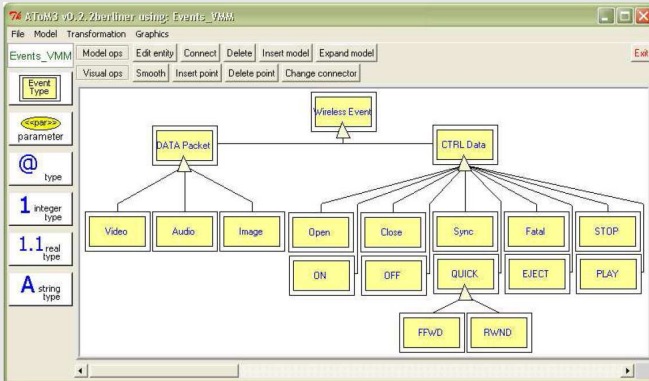 AToM3 v0.2.2berliner using: Events_VMM
File Model Transformation Graphics
Events_VMM Model ops Edit entity Connect Delete Insert model Expand model Exit
Visual ops Smooth Insert point Delete point Change connector
Event
Type
<<par>>
parameter
@ type
1 integer
type
1.1 real
type
A string
type
Wireless Event
DATA Packet CTRL Data
Video Audio Image Open Close Sync Fatal STOP
ON OFF QUICK EJECT PLAY
FFWD RWND